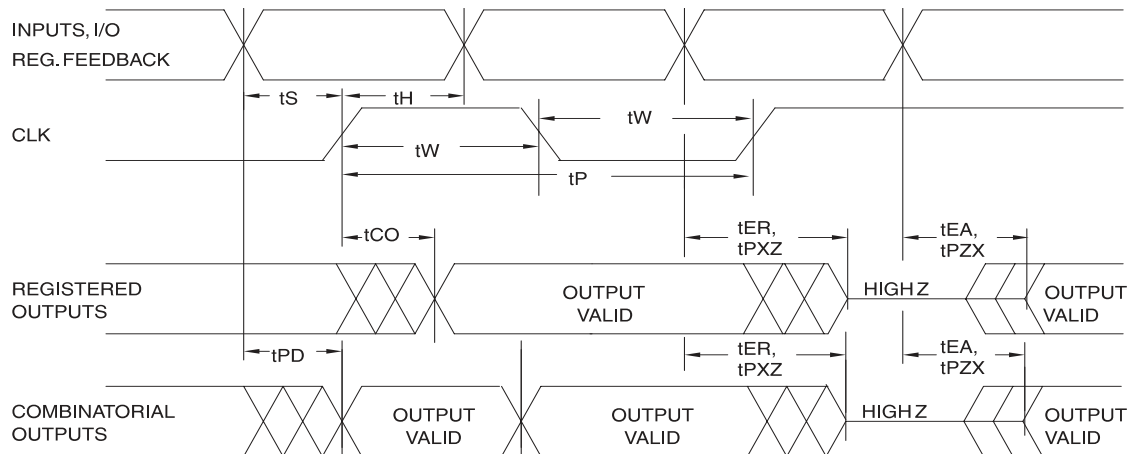 INPUTS, I/O
REG. FEEDBACK
tS
tH
CLK
tW
tW
tP
tCO
tER,
tPXZ
tEA,
tPZX
REGISTERED
OUTPUTS
OUTPUT
VALID
HIGH Z
OUTPUT
VALID
tPD
tER,
tPXZ
tEA,
tPZX
COMBINATORIAL
OUTPUTS
OUTPUT
VALID
OUTPUT
VALID
HIGH Z
OUTPUT
VALID